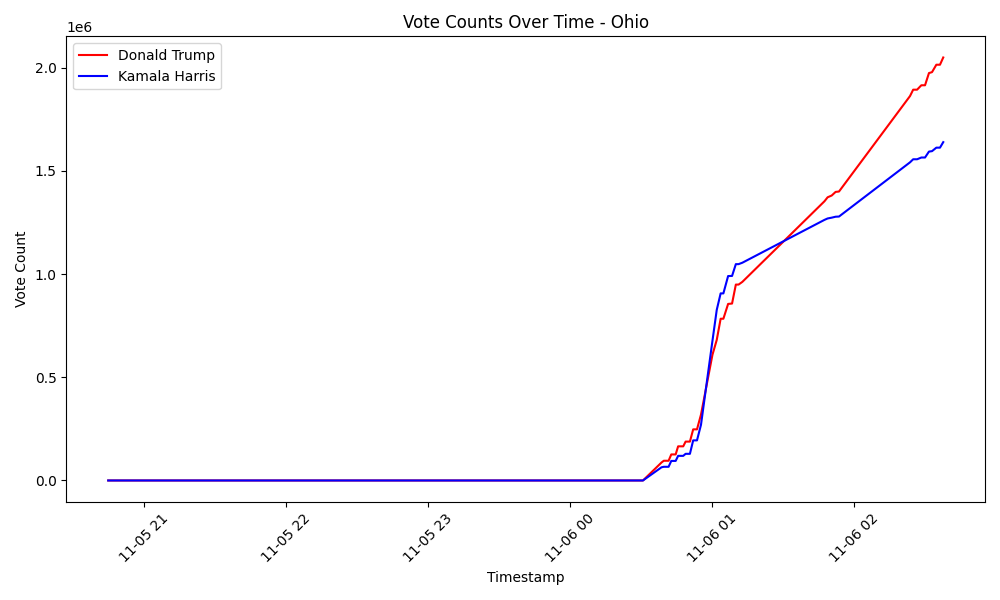 Vote Counts Over Time - Ohio
1e6
Donald Trump
Kamala Harris
2.0
1.5
1.0
0.5
0.0
Vote Count
11-05 21
11-05 22
11-05 23
11-06 00
11-06 01
11-06 02
Timestamp